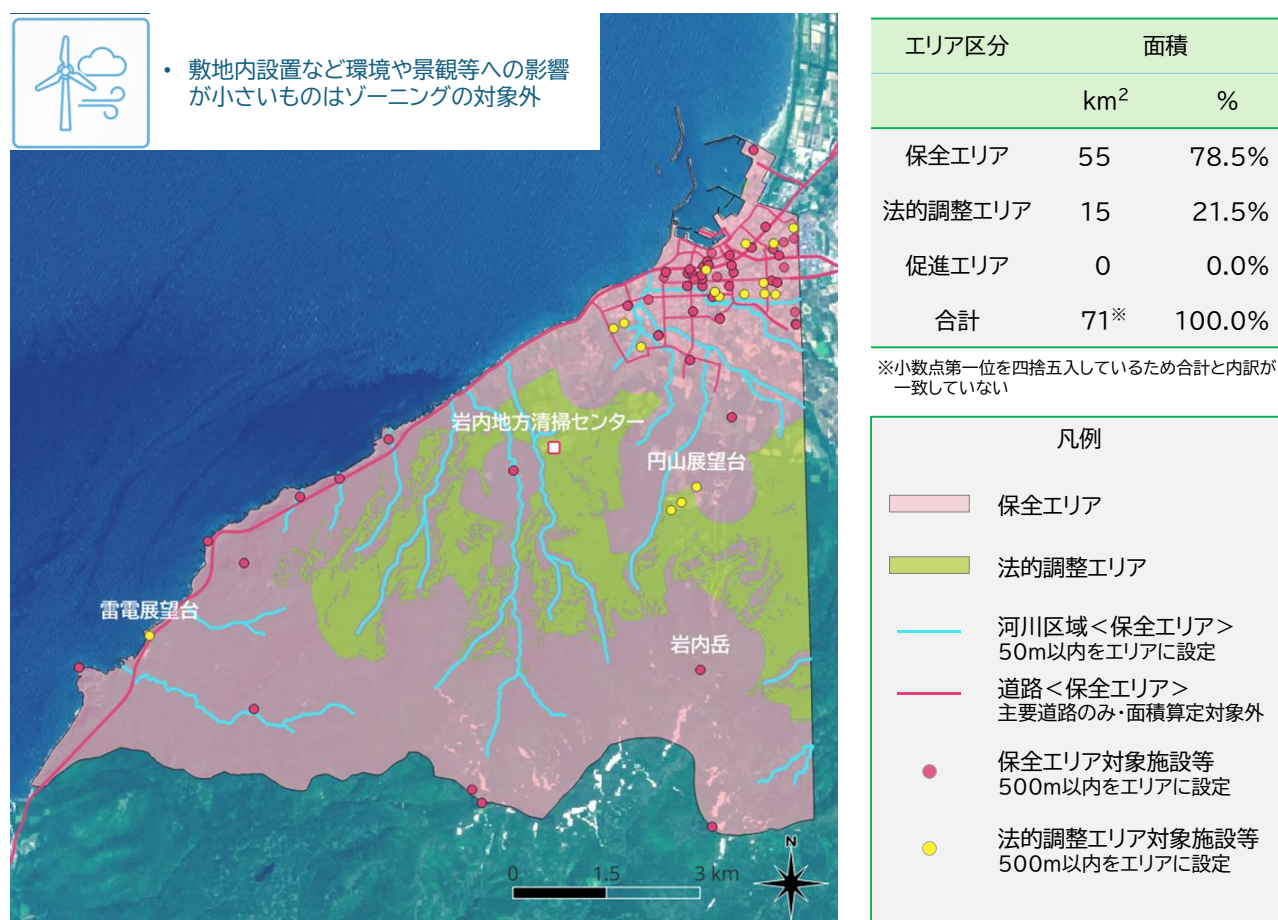 • 敷地内設置など環境や景観等への影響
が小さいものはゾーニングの対象外
岩内地方清掃センター
円山展望台
雷電展望台
岩内岳
N
0 1.5 3 km
エリア区分 面積
km² %
保全エリア 55 78.5%
法的調整エリア 15 21.5%
促進エリア 0 0.0%
合計 71※ 100.0%
※小数点第一位を四捨五入しているため合計と内訳が
一致していない
凡例
保全エリア
法的調整エリア
河川区域＜保全エリア＞
50m以内をエリアに設定
道路＜保全エリア＞
主要道路のみ・面積算定対象外
保全エリア対象施設等
500m以内をエリアに設定
法的調整エリア対象施設等
500m以内をエリアに設定